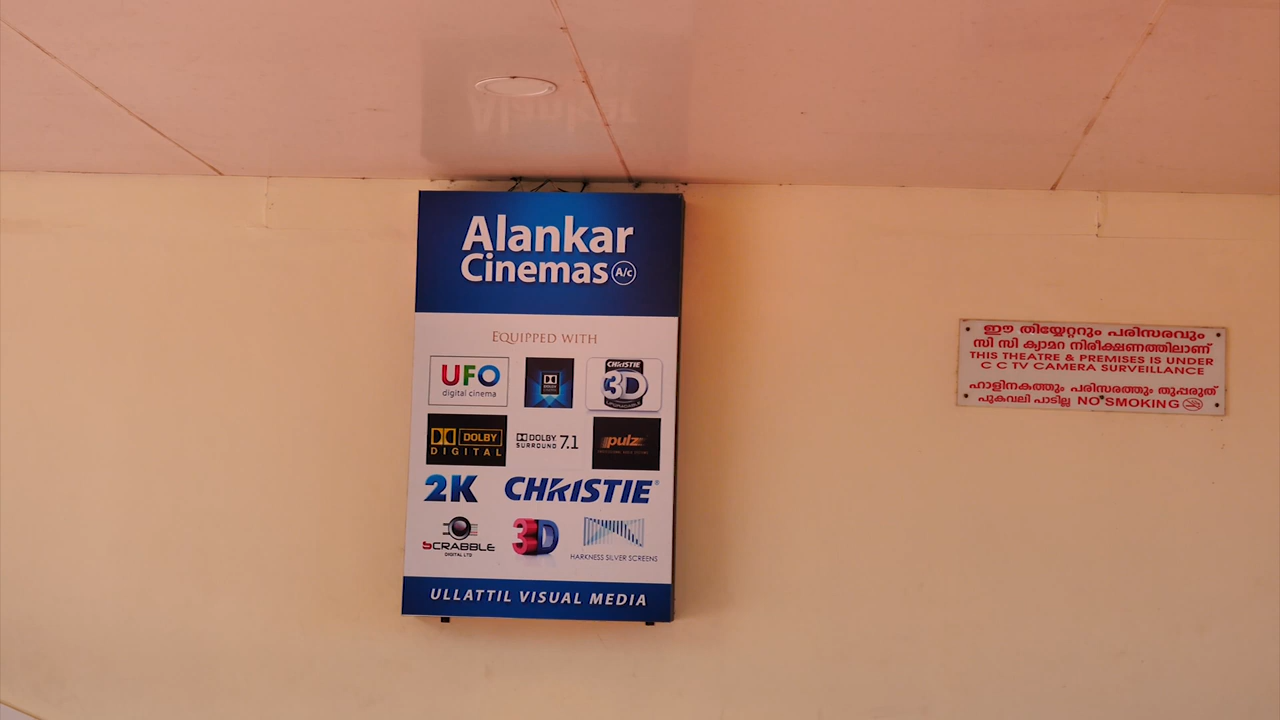 Alankar
Cinemas A/c
EQUIPPED WITH
UFO
digital cinema
CHRISTIE
3D
DOLBY
DIGITAL
DOLBY
SURROUND 7.1
pulz
2K
CHRISTIE
SCRABBLE
DIGITAL LTD
3D
HARKNESS SILVER SCREENS
ULLATTIL VISUAL MEDIA
ഈ തിയ്യേറ്ററും പരിസരവും
സി സി ക്യാമറ നിരീക്ഷണത്തിലാണ്
THIS THEATRE & PREMISES IS UNDER
C C TV CAMERA SURVEILLANCE
ഹാളിനകത്തും പരിസരത്തും തുപ്പരുത്
പുകവലി പാടില്ല NO SMOKING